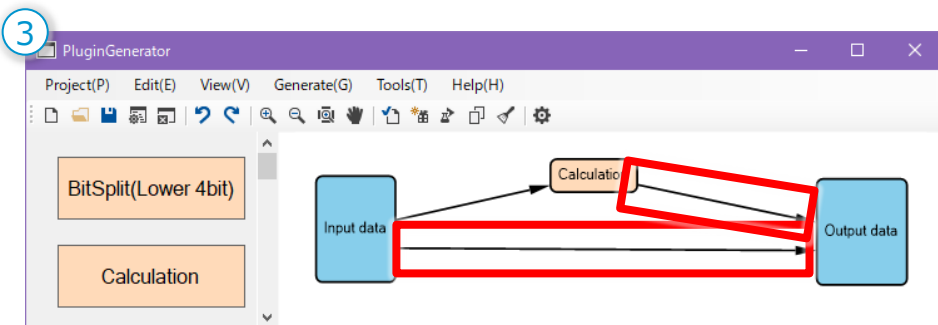 3
PluginGenerator
Project(P) Edit(E) View(V) Generate(G) Tools(T) Help(H)
BitSplit(Lower 4bit)
Calculation
Input data
Calculation
Output data